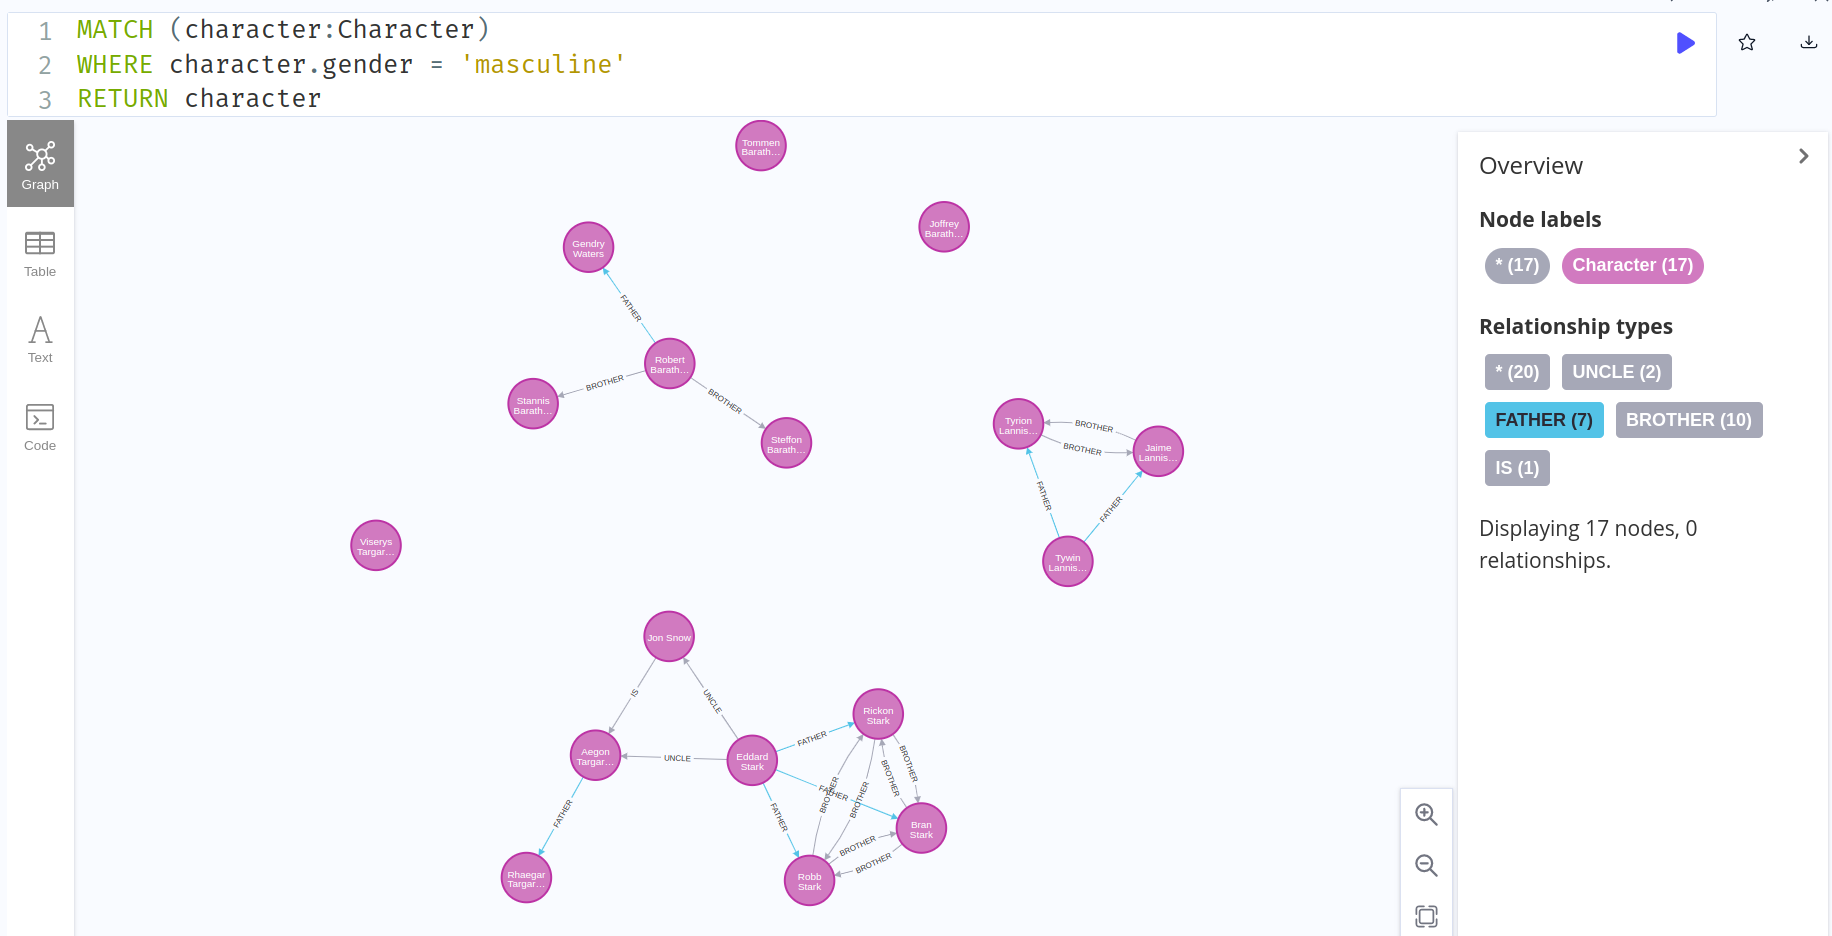 1 MATCH (character:Character)
2 WHERE character.gender = 'masculine'
3 RETURN character
Graph
Table
Text
Code
Tommen
Barath...
Joffrey
Barath...
Gendry
Waters
FATHER
Robert
Barath...
BROTHER
BROTHER
Stannis
Barath...
Steffon
Barath...
Tyrion
Lannis...
BROTHER
BROTHER
Jaime
Lannis...
FATHER
FATHER
Tywin
Lannis...
Viserys
Targar...
Jon Snow
IS
UNCLE
Aegon
Targar...
UNCLE
Eddard
Stark
FATHER
Rickon
Stark
FATHER
FATHER
FATHER
BROTHER
BROTHER
BROTHER
BROTHER
Bran
Stark
BROTHER
BROTHER
Rhaegar
Targar...
Robb
Stark
Overview
Node labels
* (17)
Character (17)
Relationship types
* (20)
UNCLE (2)
FATHER (7)
BROTHER (10)
IS (1)
Displaying 17 nodes, 0
relationships.